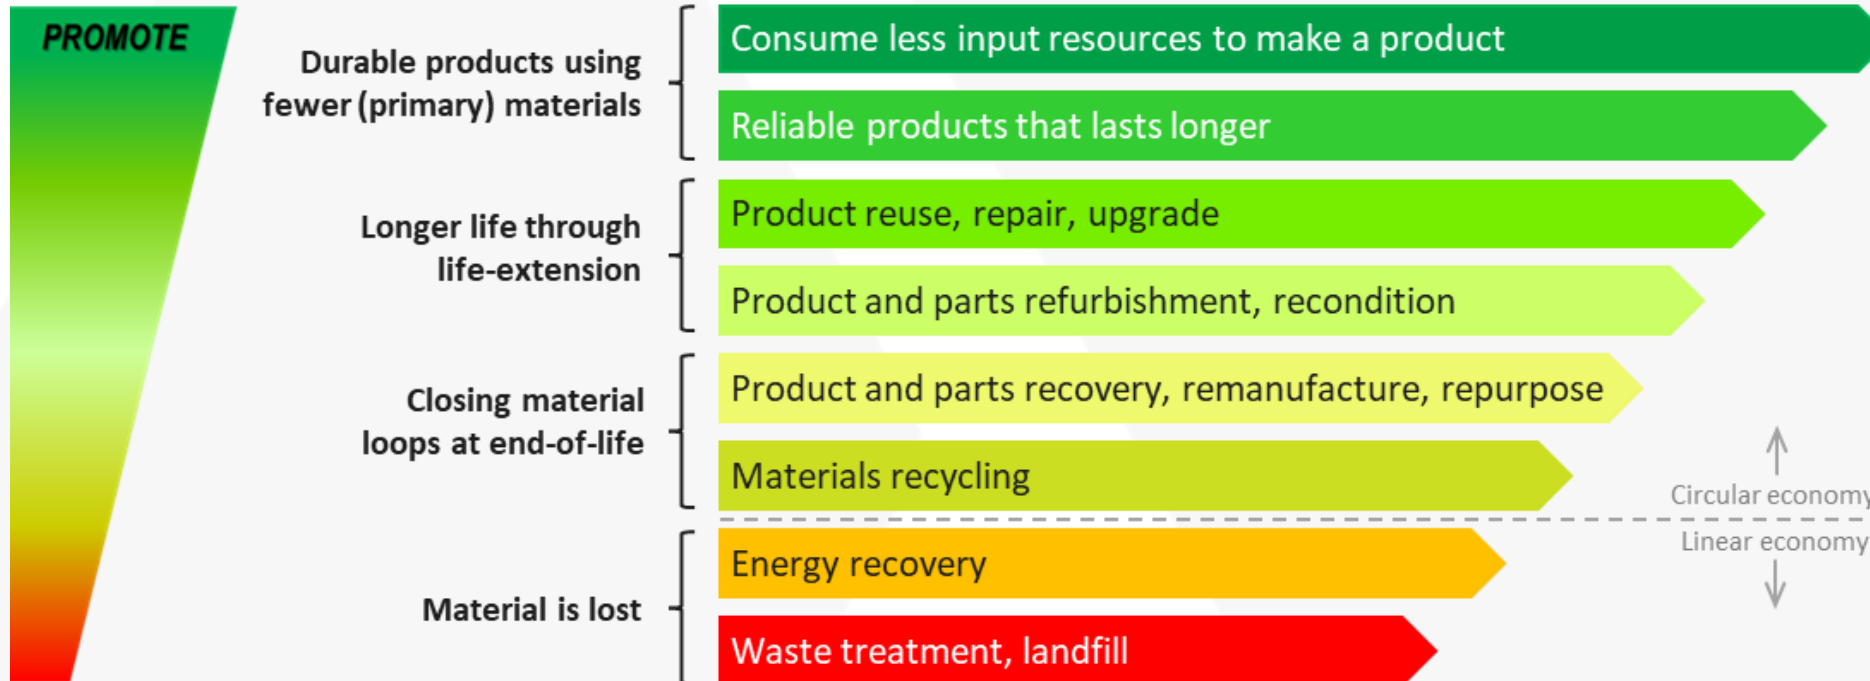 PROMOTE
Durable products using
fewer (primary) materials
Consume less input resources to make a product
Reliable products that lasts longer
Longer life through
life-extension
Product reuse, repair, upgrade
Product and parts refurbishment, recondition
Closing material
loops at end-of-life
Product and parts recovery, remanufacture, repurpose
Materials recycling
Circular economy
Linear economy
Material is lost
Energy recovery
Waste treatment, landfill